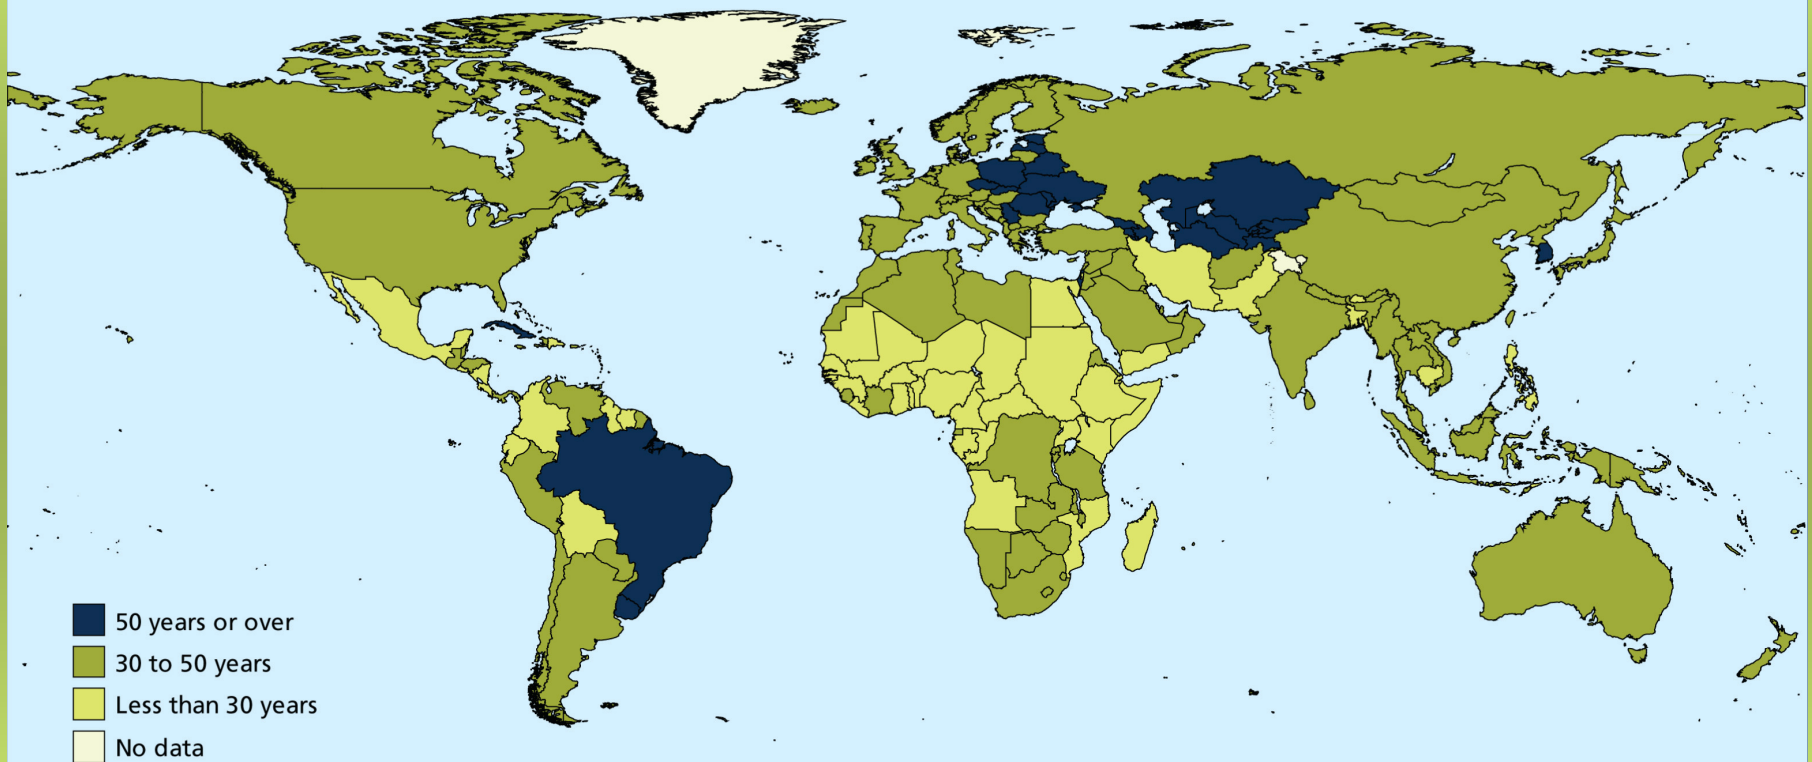 50 years or over
30 to 50 years
Less than 30 years
No data